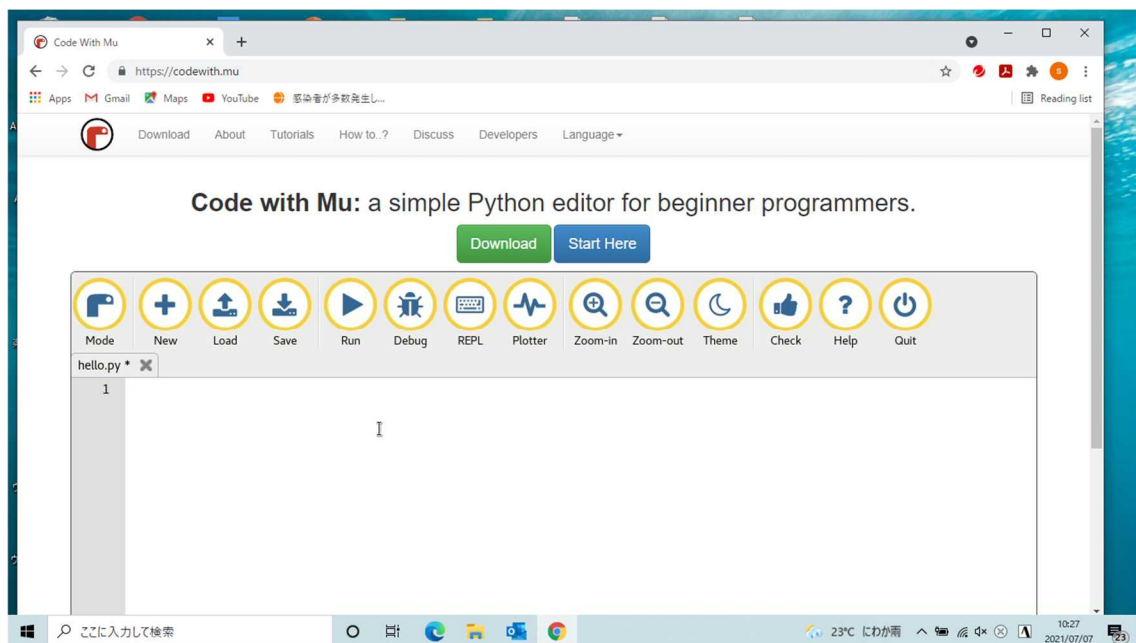 Code With Mu
https://codewith.mu
Apps Gmail Maps YouTube 感染者が多数発生し... Reading list
Download About Tutorials How to..? Discuss Developers Language
Code with Mu: a simple Python editor for beginner programmers.
Download Start Here
Mode New Load Save Run Debug REPL Plotter Zoom-in Zoom-out Theme Check Help Quit
hello.py *
1
ここに入力して検索
23°C にわか雨
A
10:27
2021/07/07
23